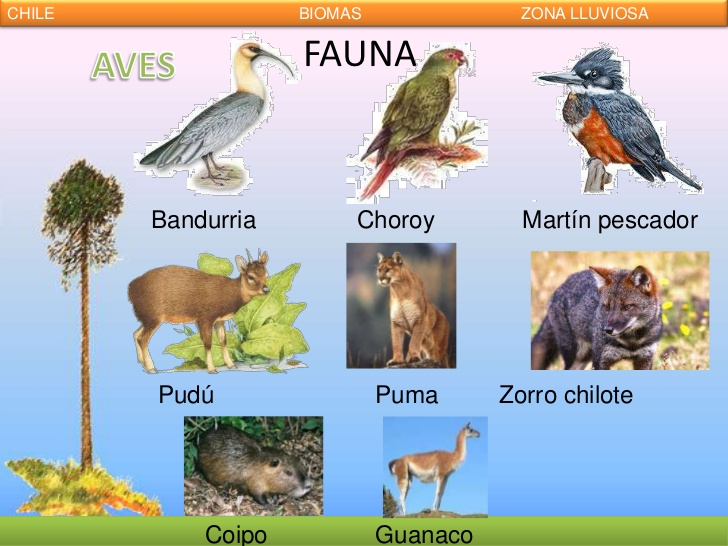 CHILE BIOMAS ZONA LLUVIOSA
FAUNA
AVES
Bandurria Choroy Martín pescador
Pudú Puma Zorro chilote
Coipo Guanaco